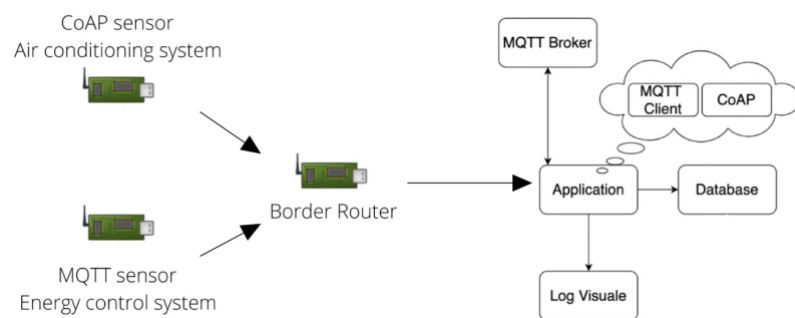 CoAP sensor
Air conditioning system
MQTT sensor
Energy control system
Border Router
MQTT Broker
MQTT
Client
CoAP
Application
Database
Log Visuale